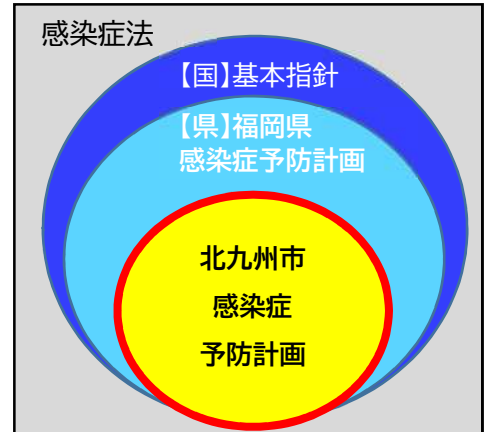 感染症法
【国】基本指針
【県】福岡県
感染症予防計画
北九州市
感染症
予防計画